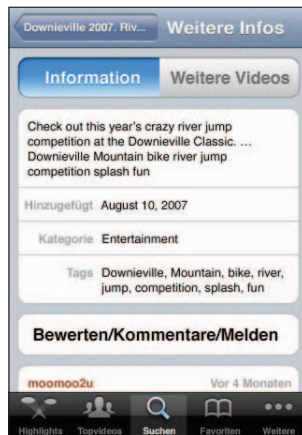 Downieville 2007. Riv... Weitere Infos
Information Weitere Videos
Check out this year's crazy river jump
competition at the Downieville Classic. ...
Downieville Mountain bike river jump
competition splash fun
Hinzugefügt August 10, 2007
Kategorie Entertainment
Tags Downieville, Mountain, bike, river,
jump, competition, splash, fun
Bewerten/Kommentare/Melden
moomoo2u Vor 4 Monaten
Highlights Topvideos Suchen Favoriten Weitere